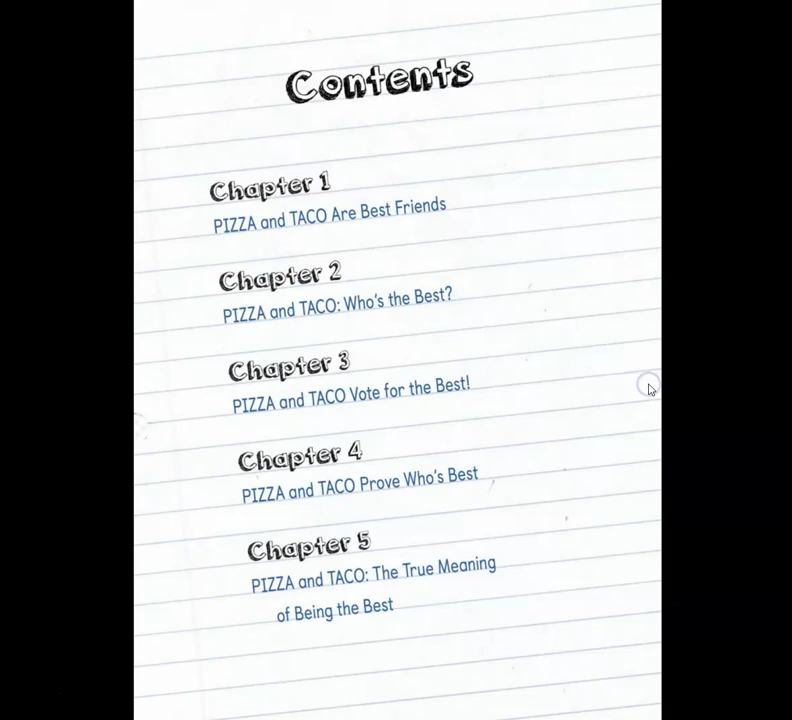 Contents
Chapter 1
PIZZA and TACO Are Best Friends
Chapter 2
PIZZA and TACO: Who's the Best?
Chapter 3
PIZZA and TACO Vote for the Best!
Chapter 4
PIZZA and TACO Prove Who's Best
Chapter 5
PIZZA and TACO: The True Meaning
of Being the Best